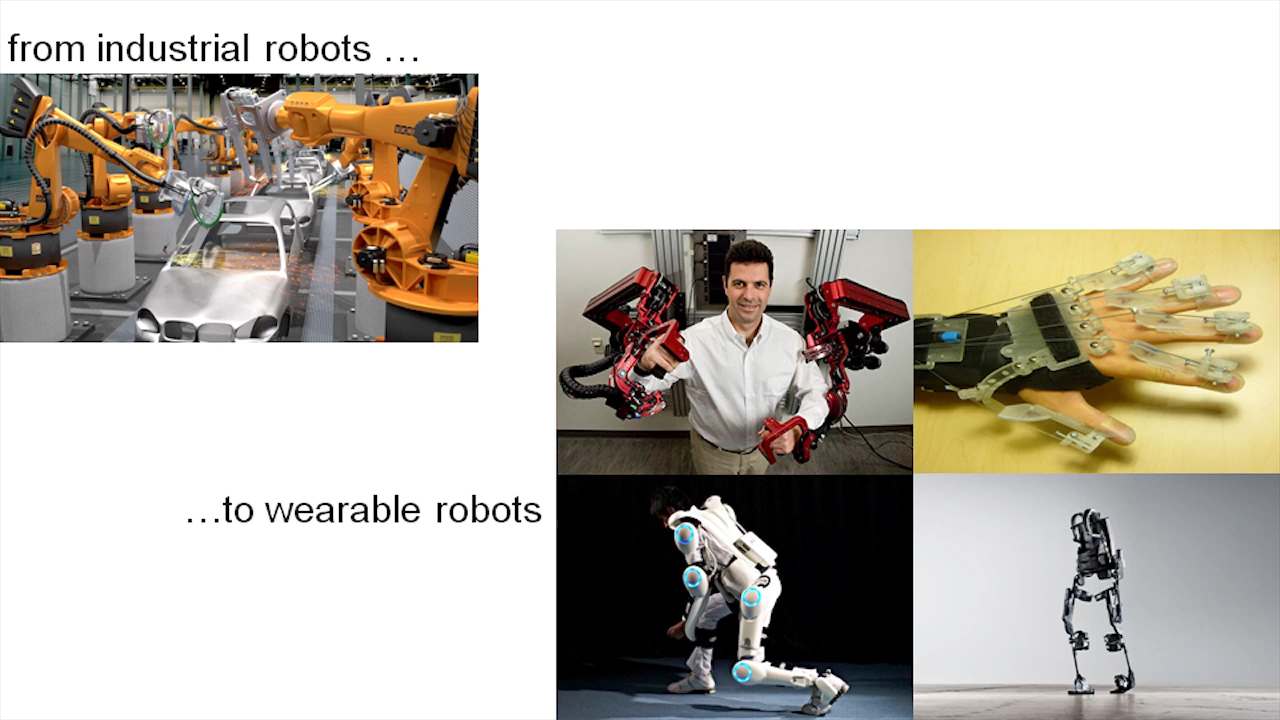 from industrial robots …
…to wearable robots